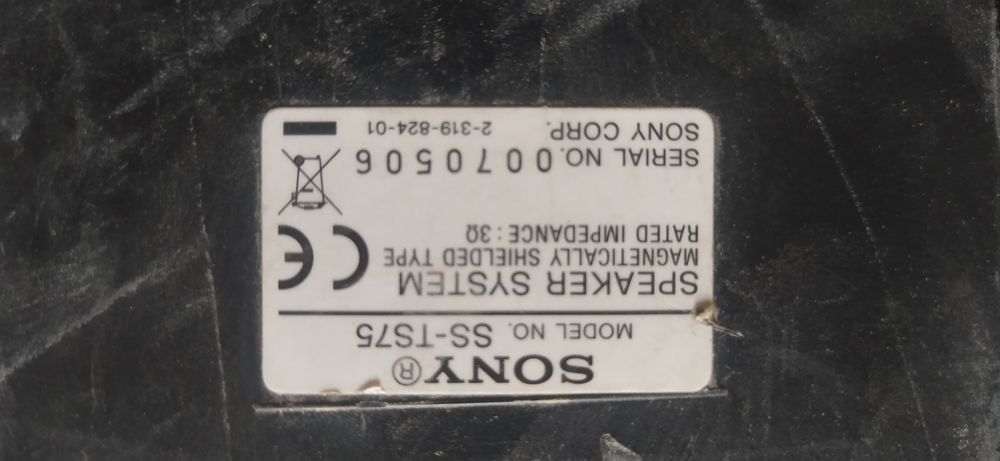 SONY®
MODEL NO. SS-TS75
SPEAKER SYSTEM
MAGNETICALLY SHIELDED TYPE
RATED IMPEDANCE : 3Ω
CE
SERIAL NO. 0070506
SONY CORP. 2-319-824-01